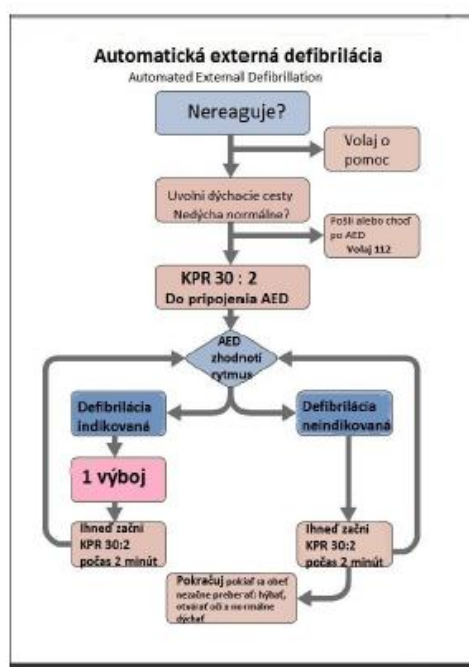 Automatická externá defibrilácia
Automated External Defibrillation
Nereaguje?
Volaj o
pomoc
Uvolni dýchacie cesty
Nedýcha normálne?
Pošli alebo choď
po AED
Volaj 112
KPR 30 : 2
Do pripojenia AED
AED
zhodnotí
rytmus
Defibrilácia
indikovaná
Defibrilácia
neindikovaná
1 výboj
Ihneď začni
KPR 30:2
počas 2 minút
Ihneď začni
KPR 30:2
počas 2 minút
Pokračuj pokiaľ sa obeť
nezačne preberať: hýbať,
otvárať oči a normálne
dýchať